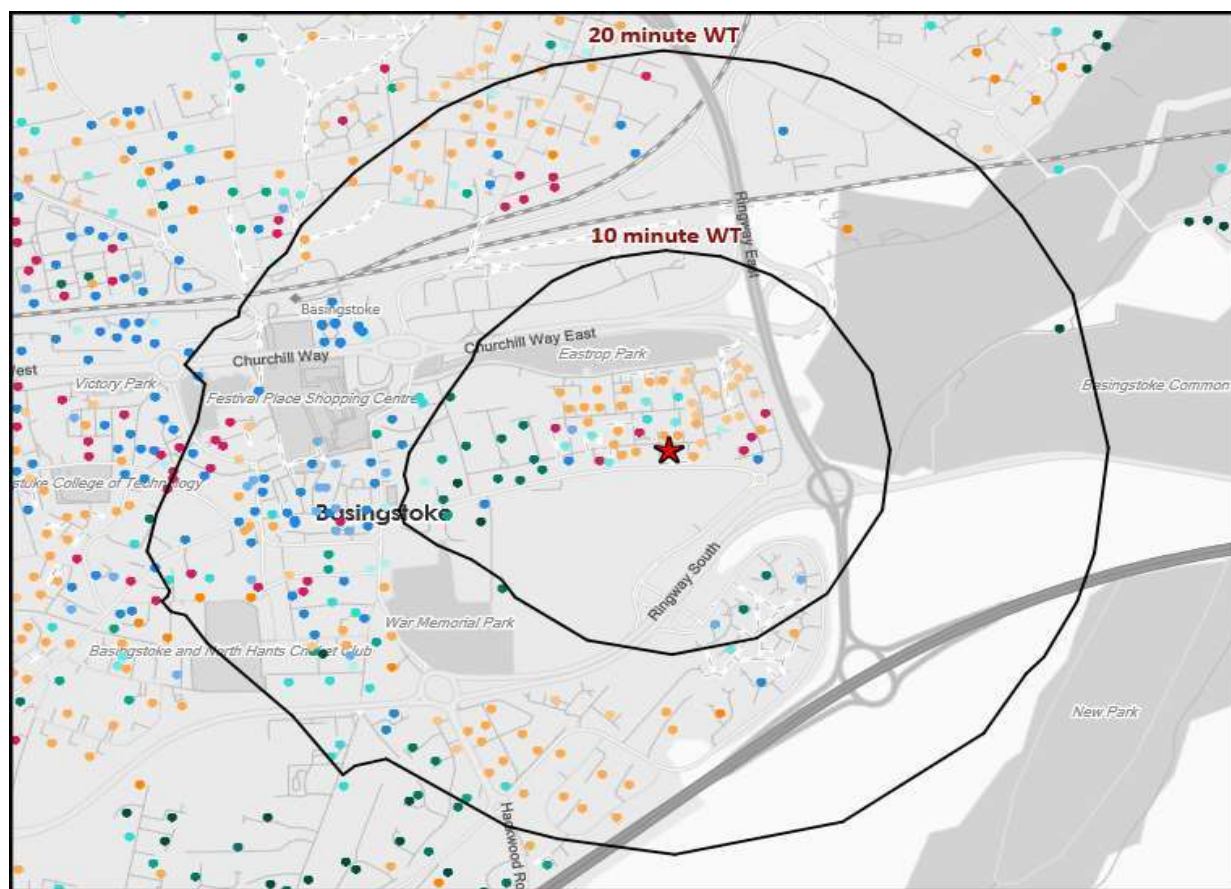 20 minute WT
Ringway East
10 minute WT
Basingstoke
Churchill Way East
Churchill Way
Eastrop Park
Victory Park
Festival Place Shopping Centre
Basingstoke Common
College of Technology
Basingstoke
Ringway South
War Memorial Park
Basingstoke and North Hants Cricket Club
New Park
Hackwood